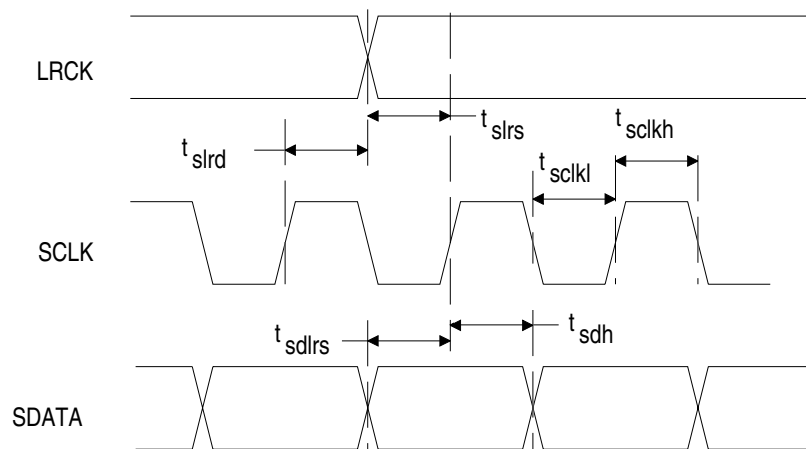 LRCK
t slrs
t sclkh
t slrd
t sclkl
SCLK
t sdlrs
t sdh
SDATA